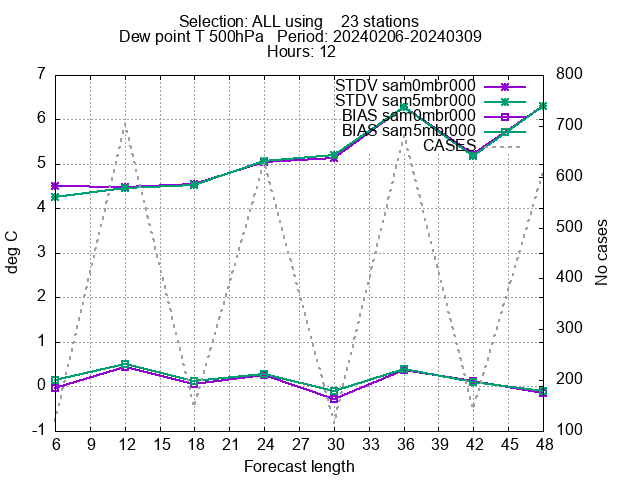 Selection: ALL using    23 stations
Dew point T 500hPa   Period: 20240206-20240309
Hours: 12
STDV sam0mbr000
STDV sam5mbr000
BIAS sam0mbr000
BIAS sam5mbr000
CASES
7
6
5
4
3
2
1
0
-1
deg C
800
700
600
500
400
300
200
100
No cases
6 9 12 15 18 21 24 27 30 33 36 39 42 45 48
Forecast length